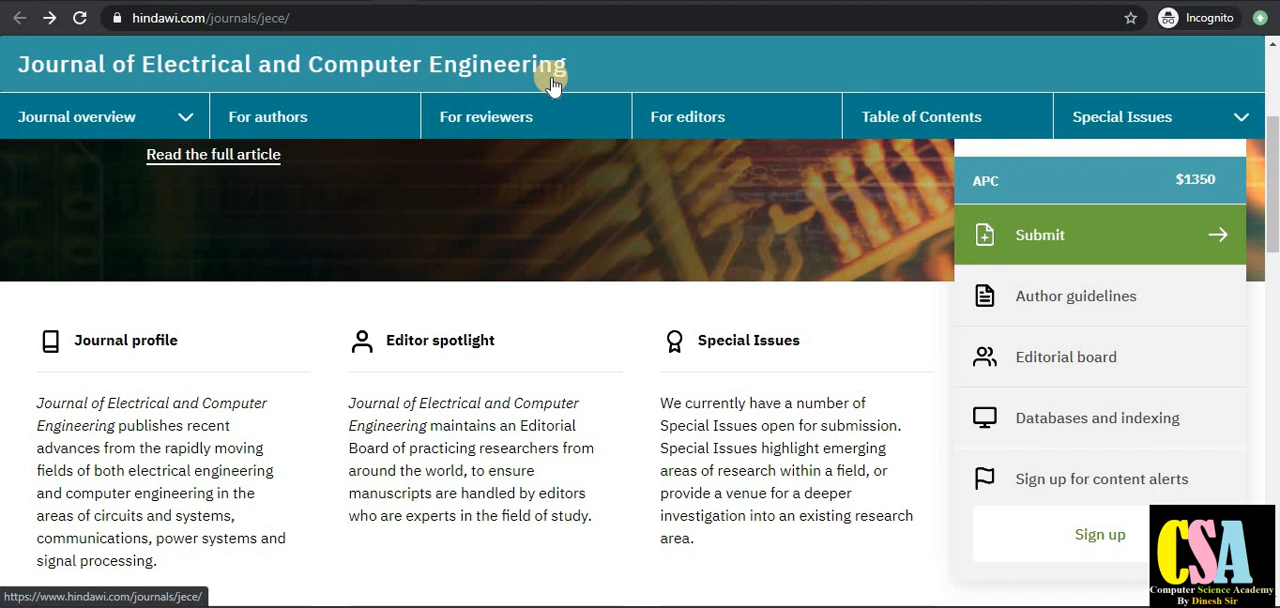 hindawi.com/journals/jece/
Incognito
Journal of Electrical and Computer Engineering
Journal overview
For authors
For reviewers
For editors
Table of Contents
Special Issues
Read the full article
APC
$1350
Submit
Author guidelines
Editorial board
Databases and indexing
Sign up for content alerts
Sign up
Journal profile
Journal of Electrical and Computer
Engineering publishes recent
advances from the rapidly moving
fields of both electrical engineering
and computer engineering in the
areas of circuits and systems,
communications, power systems and
signal processing.
Editor spotlight
Journal of Electrical and Computer
Engineering maintains an Editorial
Board of practicing researchers from
around the world, to ensure
manuscripts are handled by editors
who are experts in the field of study.
Special Issues
We currently have a number of
Special Issues open for submission.
Special Issues highlight emerging
areas of research within a field, or
provide a venue for a deeper
investigation into an existing research
area.
https://www.hindawi.com/journals/jece/
CSA
Computer Science Academy
By Dinesh Sir